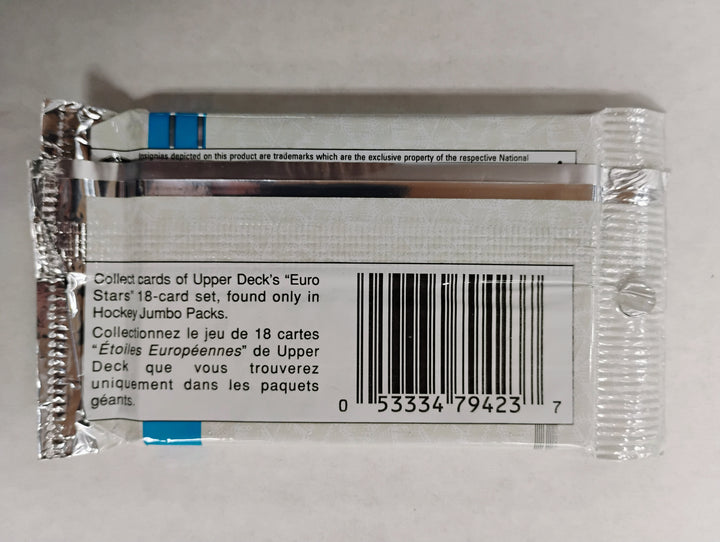 Insignias depicted on this product are trademarks which are the exclusive property of the respective National
Collect cards of Upper Deck's "Euro
Stars" 18-card set, found only in
Hockey Jumbo Packs.
Collectionnez le jeu de 18 cartes
"Étoiles Européennes" de Upper
Deck que vous trouverez
uniquement dans les paquets
géants.
0 53334 79423 7